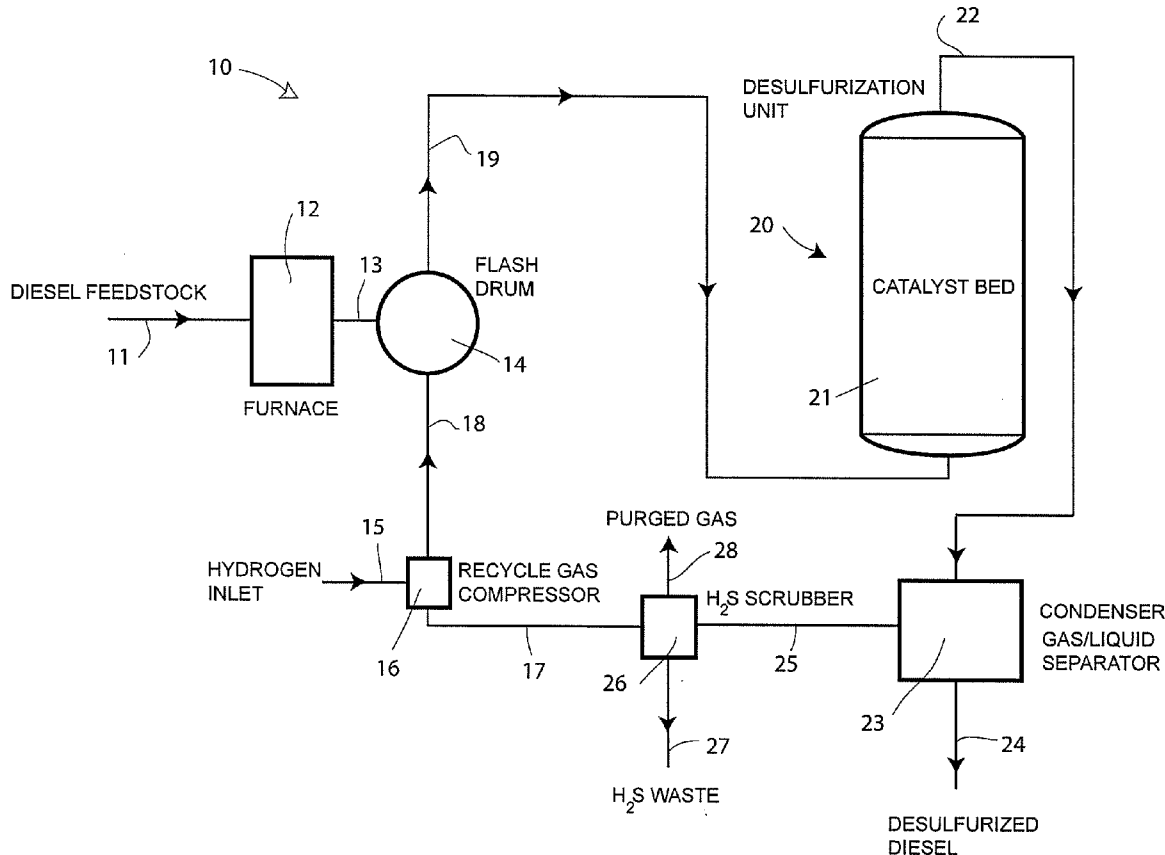 22
10
DESULFURIZATION
UNIT
19
12
20
FLASH
DRUM
13
DIESEL FEEDSTOCK
CATALYST BED
11
14
21
FURNACE
18
PURGED GAS
15
28
HYDROGEN
INLET
RECYCLE GAS
COMPRESSOR
H2S SCRUBBER
CONDENSER
GAS/LIQUID
SEPARATOR
16
17
26
25
23
27
24
H2S WASTE
DESULFURIZED
DIESEL